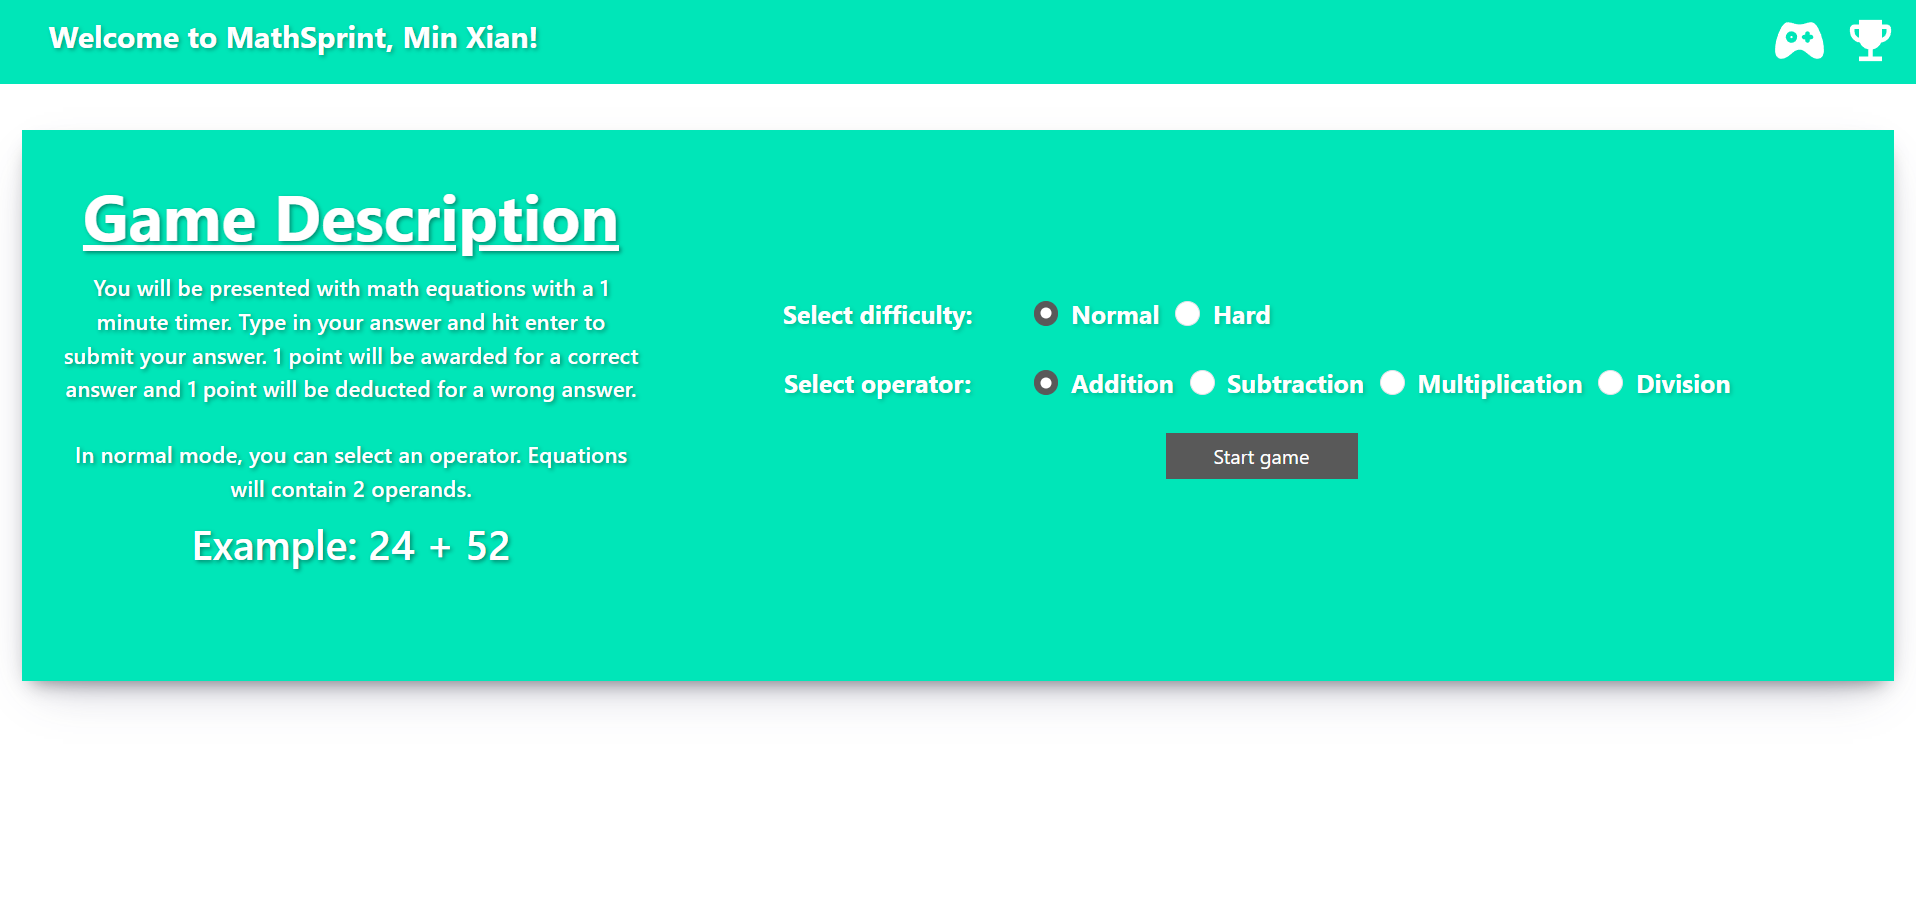 Welcome to MathSprint, Min Xian!
Game Description
You will be presented with math equations with a 1
minute timer. Type in your answer and hit enter to
submit your answer. 1 point will be awarded for a correct
answer and 1 point will be deducted for a wrong answer.
In normal mode, you can select an operator. Equations
will contain 2 operands.
Example: 24 + 52
Select difficulty: Normal Hard
Select operator: Addition Subtraction Multiplication Division
Start game